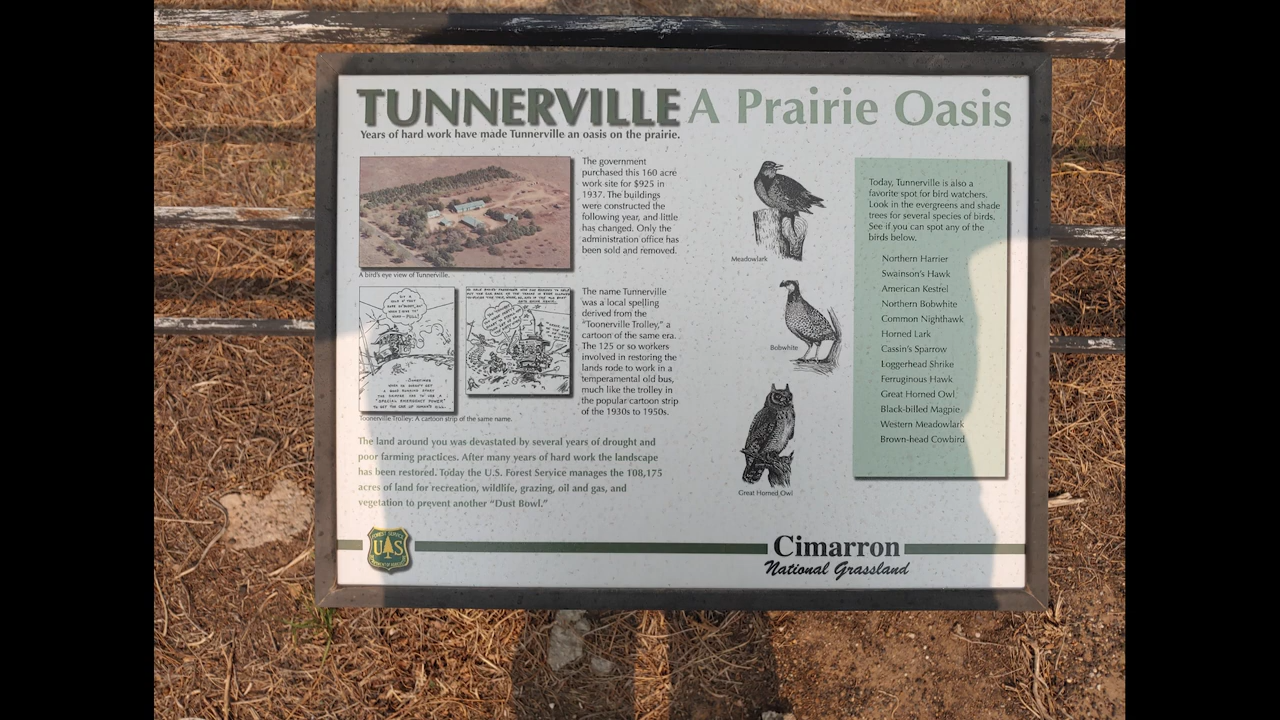 TUNNERVILLE A Prairie Oasis
Years of hard work have made Tunnerville an oasis on the prairie.
The government
purchased this 160 acre
work site for $925 in
1937. The buildings
were constructed the
following year, and little
has changed. Only the
administration office has
been sold and removed.
A bird's eye view of Tunnerville.
The name Tunnerville
was a local spelling
derived from the
"Toonerville Trolley," a
cartoon of the same era.
The 125 or so workers
involved in restoring the
lands rode to work in a
temperamental old bus,
much like the trolley in
the popular cartoon strip
of the 1930s to 1950s.
Toonerville Trolley: A cartoon strip of the same name.
The land around you was devastated by several years of drought and
poor farming practices. After many years of hard work the landscape
has been restored. Today the U.S. Forest Service manages the 108,175
acres of land for recreation, wildlife, grazing, oil and gas, and
vegetation to prevent another "Dust Bowl."
Meadowlark
Bobwhite
Great Horned Owl
Today, Tunnerville is also a
favorite spot for bird watchers.
Look in the evergreens and shade
trees for several species of birds.
See if you can spot any of the
birds below.
Northern Harrier
Swainson's Hawk
American Kestrel
Northern Bobwhite
Common Nighthawk
Horned Lark
Cassin's Sparrow
Loggerhead Shrike
Ferruginous Hawk
Great Horned Owl
Black-billed Magpie
Western Meadowlark
Brown-head Cowbird
FOREST SERVICE
U S
Cimarron
National Grassland